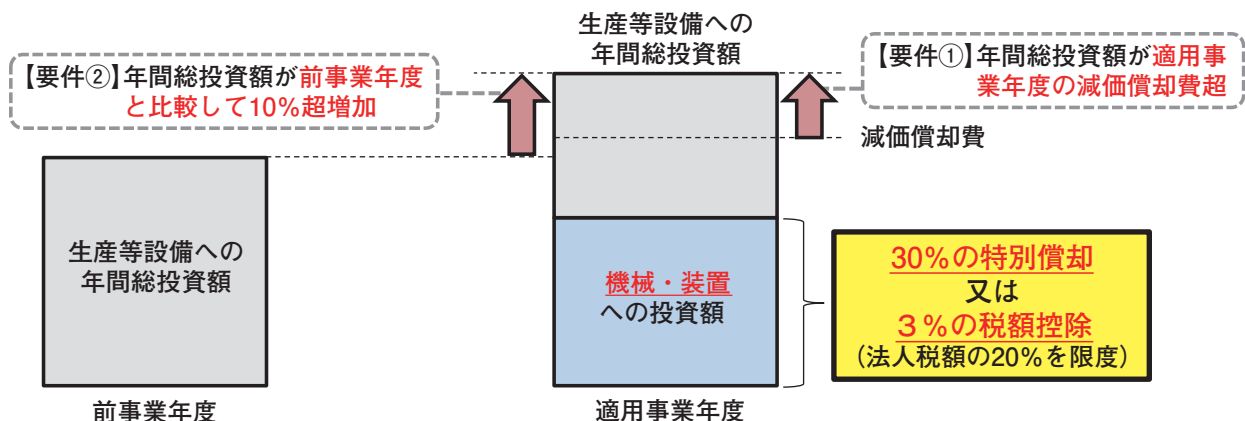 生産等設備への
年間総投資額
【要件②】年間総投資額が前事業年度
と比較して10%超増加
【要件①】年間総投資額が適用事
業年度の減価償却費超
減価償却費
生産等設備への
年間総投資額
機械・装置
への投資額
30%の特別償却
又は
３%の税額控除
(法人税額の20%を限度)
前事業年度
適用事業年度